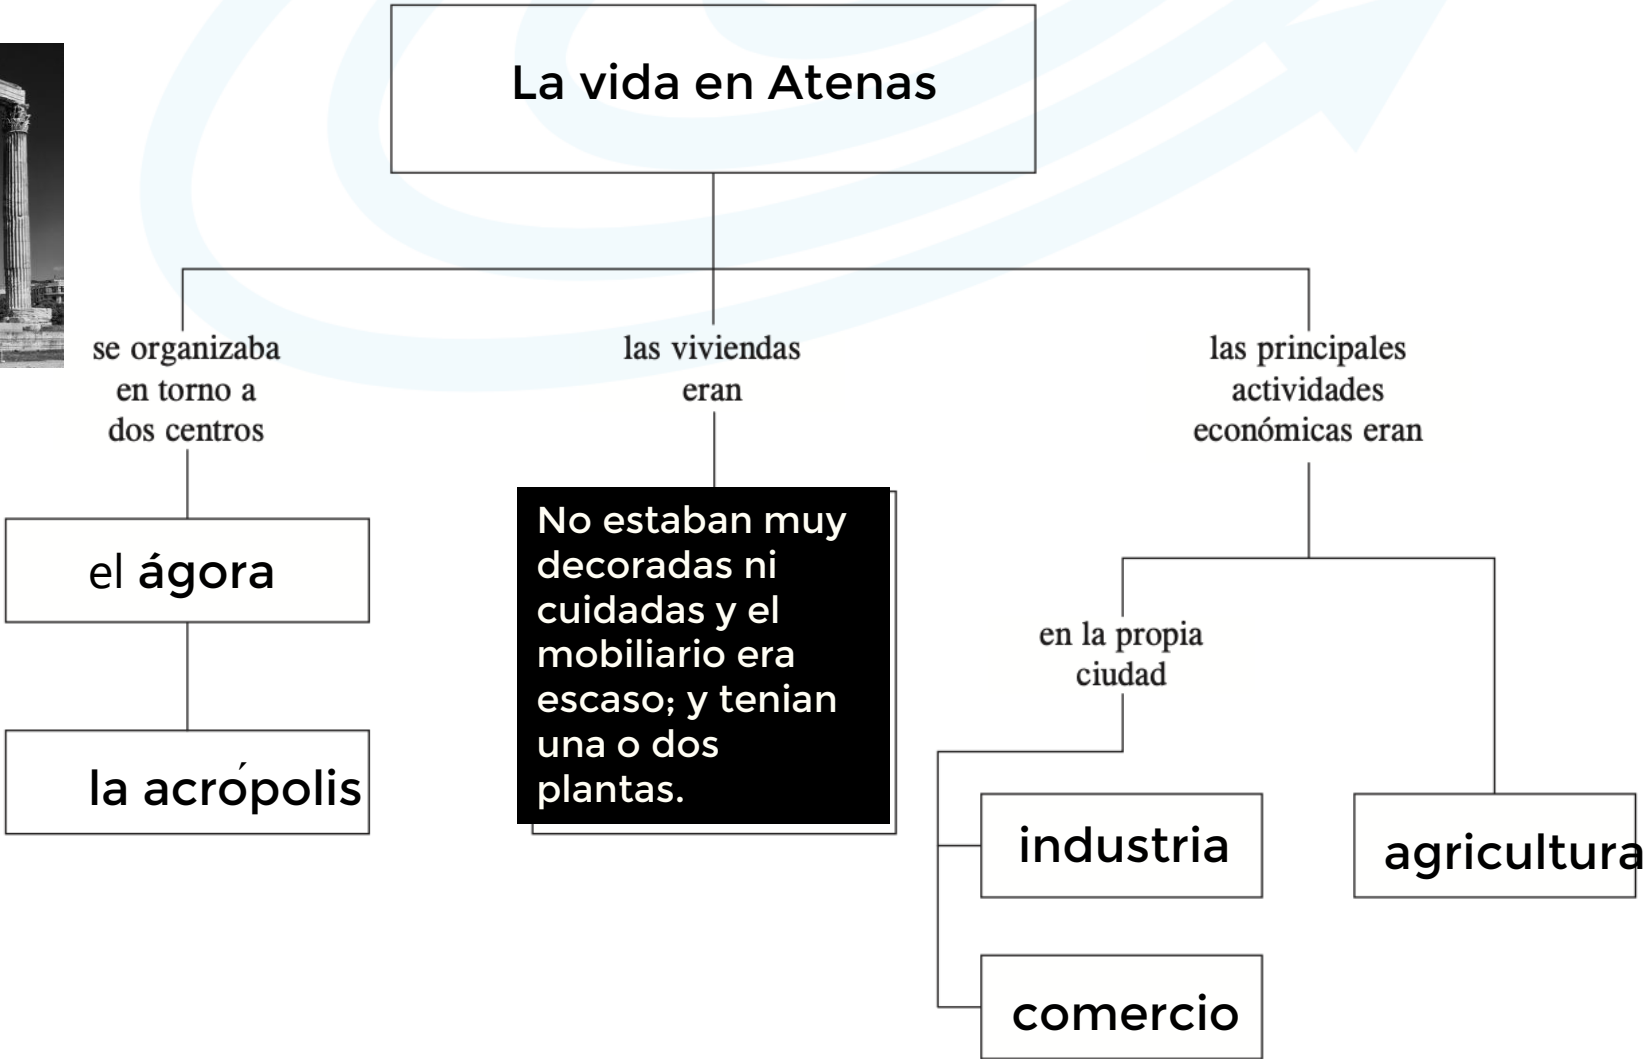 La vida en Atenas
se organizaba
en torno a
dos centros
el ágora
la acrópolis
las viviendas
eran
No estaban muy
decoradas ni
cuidadas y el
mobiliario era
escaso; y tenian
una o dos
plantas.
las principales
actividades
económicas eran
en la propia
ciudad
industria
comercio
agricultura